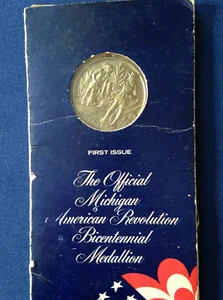 FIRST ISSUE
The Official
Michigan
American Revolution
Bicentennial
Medallion